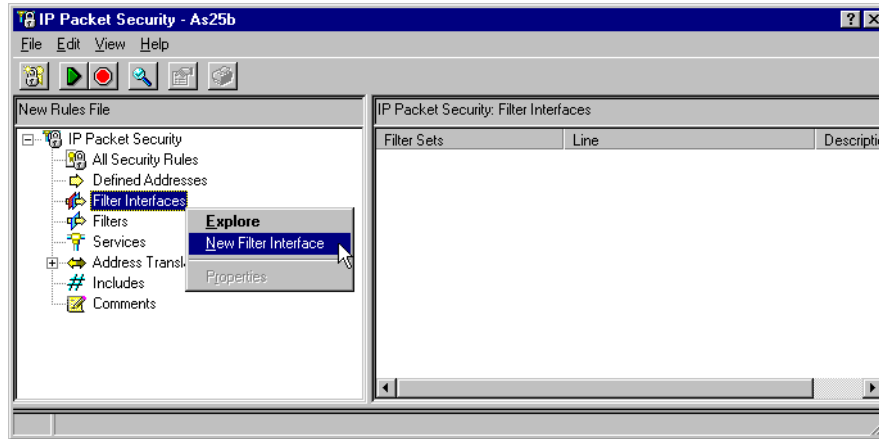 IP Packet Security - As25b
File Edit View Help
New Rules File
IP Packet Security: Filter Interfaces
IP Packet Security
All Security Rules
Defined Addresses
Filter Interfaces
Filters
Services
Address Transl
Includes
Comments
Explore
New Filter Interface
Properties
Filter Sets Line Descripti